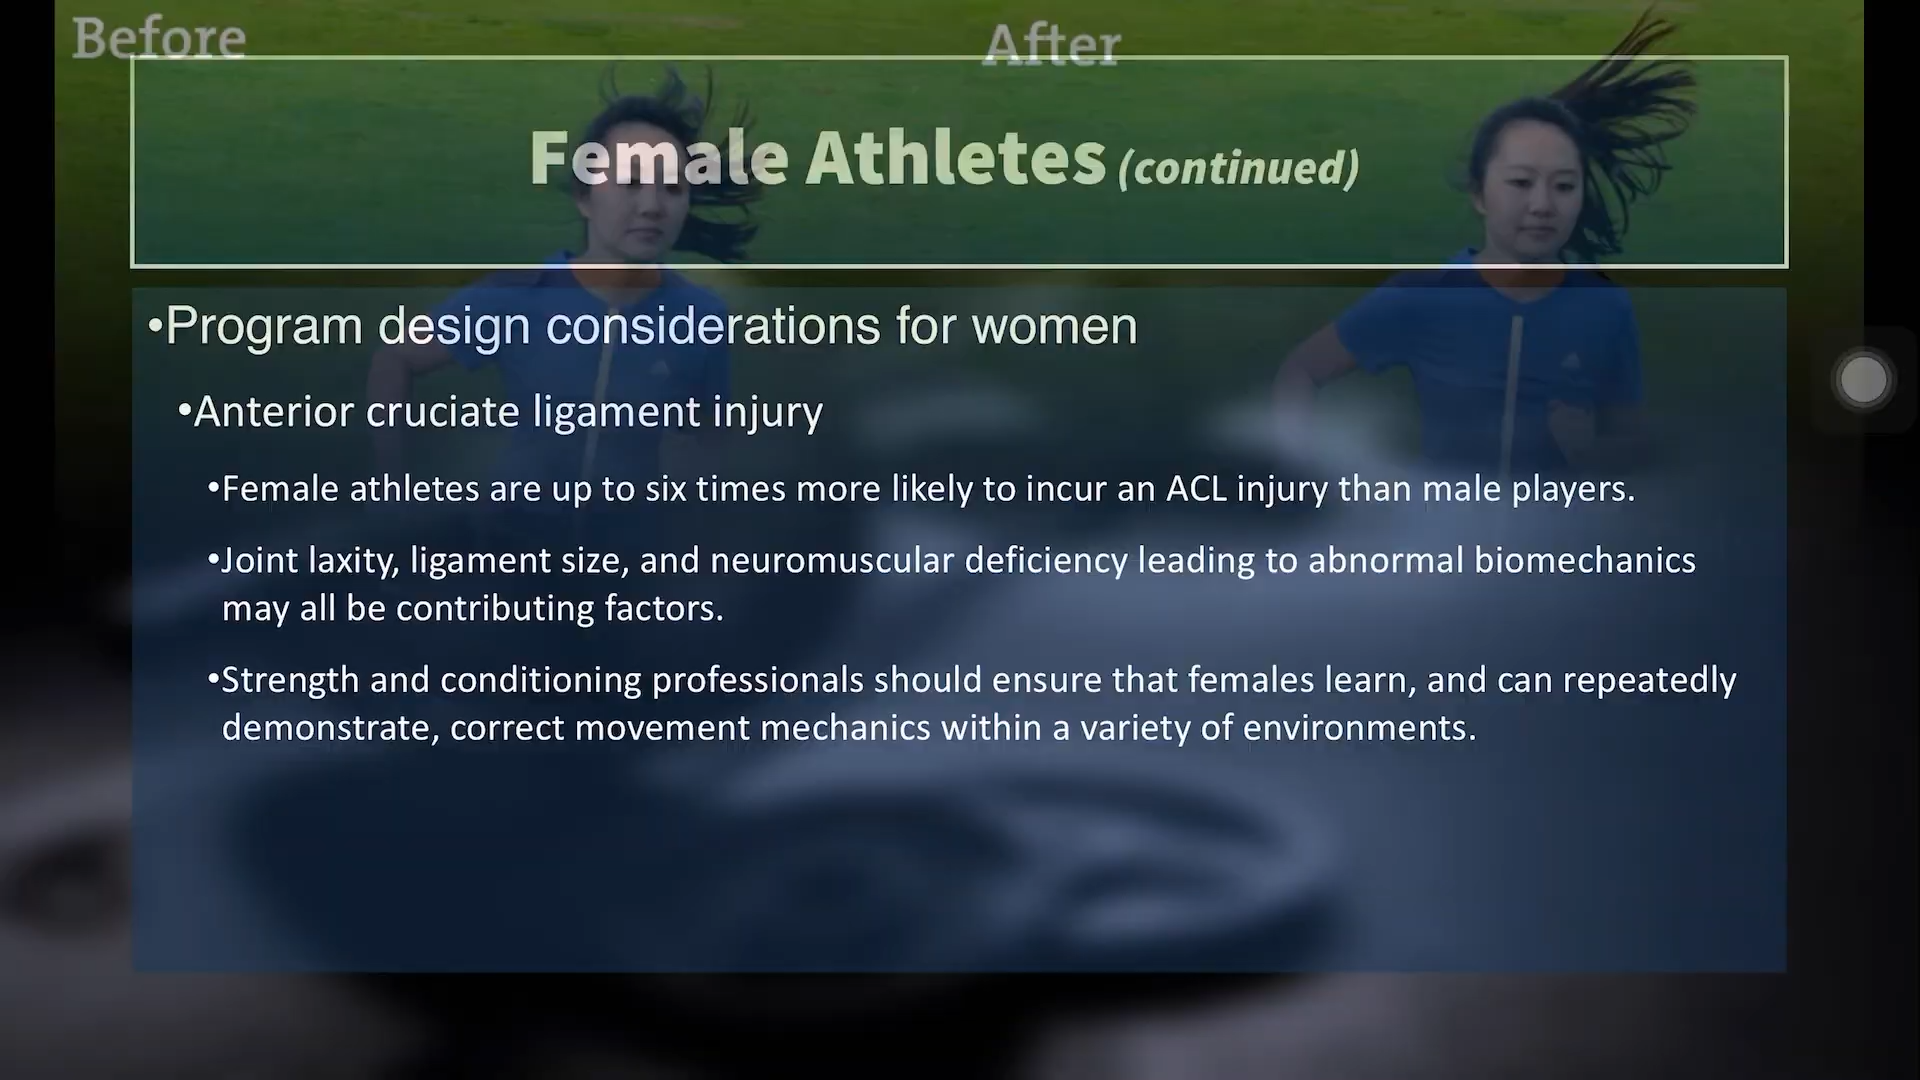 Before
After
Female Athletes (continued)
•Program design considerations for women
•Anterior cruciate ligament injury
•Female athletes are up to six times more likely to incur an ACL injury than male players.
•Joint laxity, ligament size, and neuromuscular deficiency leading to abnormal biomechanics
may all be contributing factors.
•Strength and conditioning professionals should ensure that females learn, and can repeatedly
demonstrate, correct movement mechanics within a variety of environments.